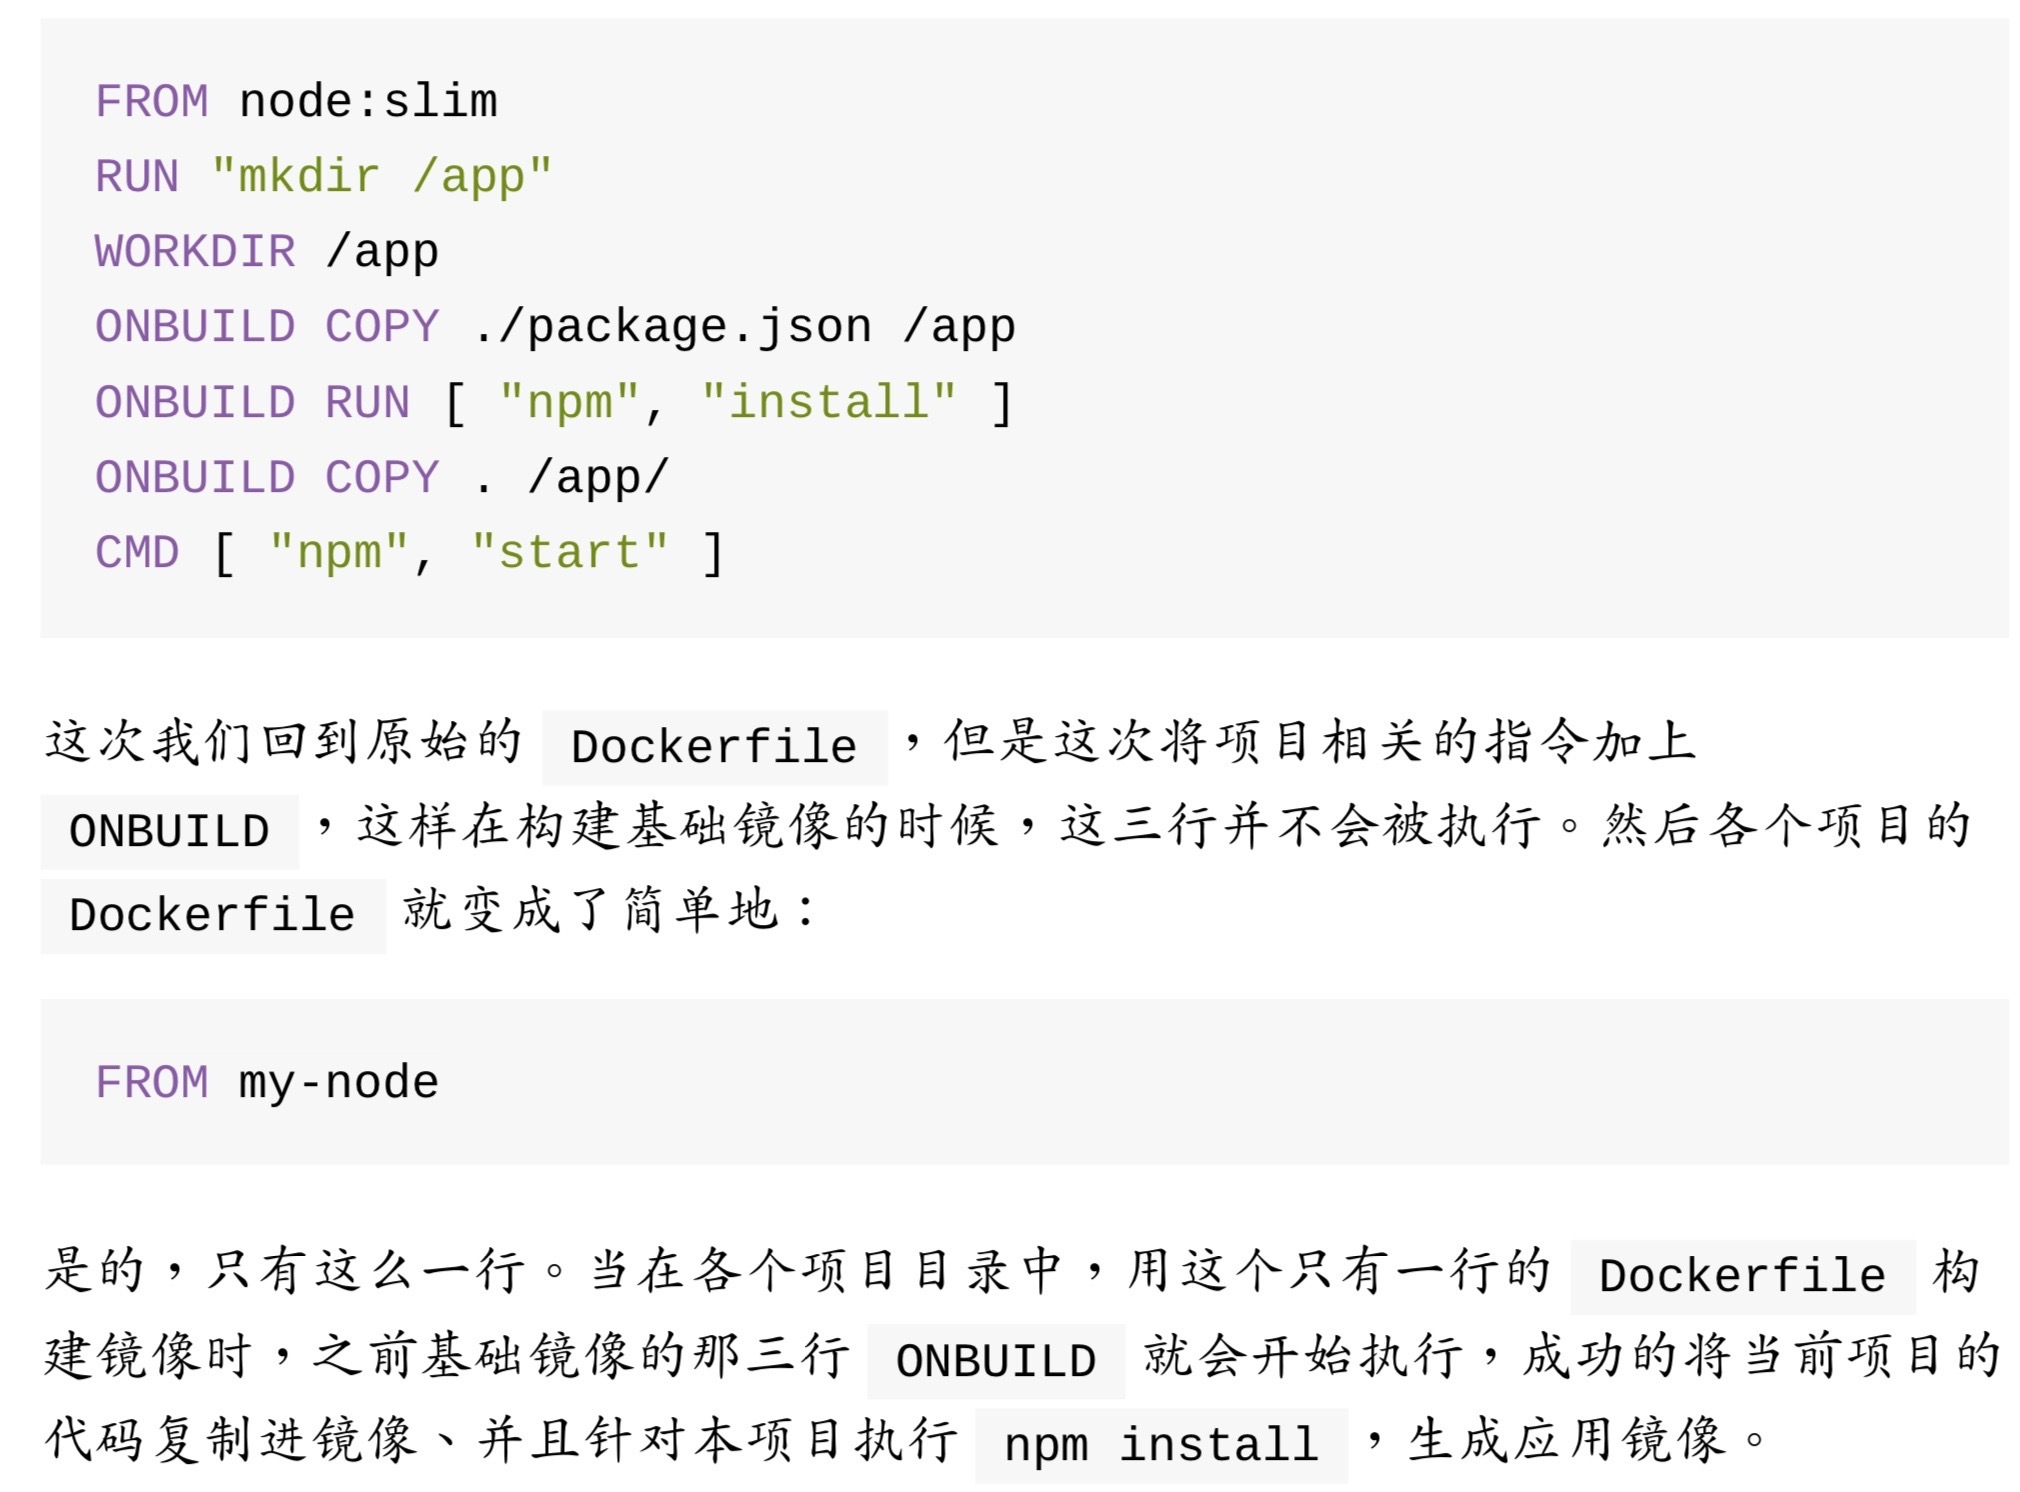 FROM node:slim
RUN "mkdir /app"
WORKDIR /app
ONBUILD COPY ./package.json /app
ONBUILD RUN [ "npm", "install" ]
ONBUILD COPY . /app/
CMD [ "npm", "start" ]
这次我们回到原始的 Dockerfile ，但是这次将项目相关的指令加上
ONBUILD ，这样在构建基础镜像的时候，这三行并不会被执行。然后各个项目的
Dockerfile 就变成了简单地：
FROM my-node
是的，只有这么一行。当在各个项目目录中，用这个只有一行的 Dockerfile 构
建镜像时，之前基础镜像的那三行 ONBUILD 就会开始执行，成功的将当前项目的
代码复制进镜像、并且针对本项目执行 npm install ，生成应用镜像。